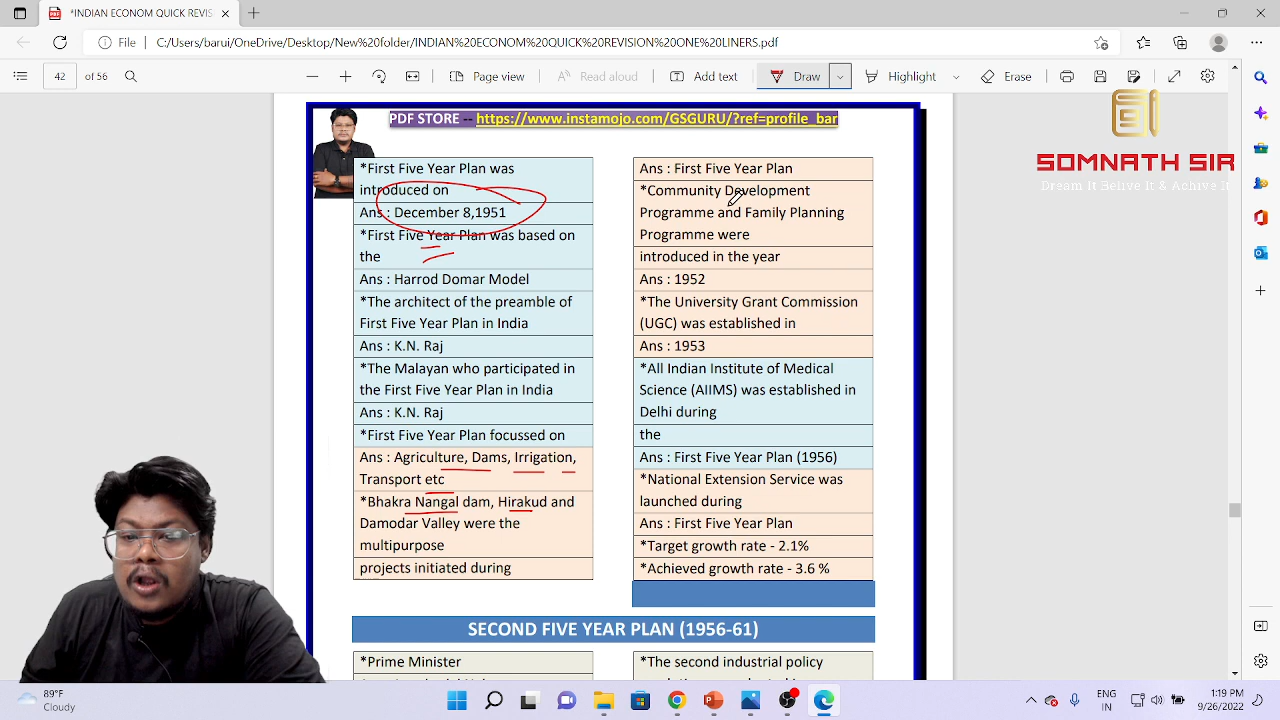 *INDIAN ECONOM QUICK REVIS
File
C:/Users/barui/OneDrive/Desktop/New%20folder/INDIAN%20ECONOM%20QUICK%20REVISION%20ONE%20LINERS.pdf
42 of 56
Page view
Read aloud
Add text
Draw
Highlight
Erase
PDF STORE -- https://www.instamojo.com/GSGURU/?ref=profile_bar
SOMNATH SIR
Dream It Belive It & Achive It
*First Five Year Plan was
introduced on
Ans : December 8,1951
*First Five Year Plan was based on
the
Ans : Harrod Domar Model
*The architect of the preamble of
First Five Year Plan in India
Ans : K.N. Raj
*The Malayan who participated in
the First Five Year Plan in India
Ans : K.N. Raj
*First Five Year Plan focussed on
Ans : Agriculture, Dams, Irrigation,
Transport etc
*Bhakra Nangal dam, Hirakud and
Damodar Valley were the
multipurpose
projects initiated during
Ans : First Five Year Plan
*Community Development
Programme and Family Planning
Programme were
introduced in the year
Ans : 1952
*The University Grant Commission
(UGC) was established in
Ans : 1953
*All Indian Institute of Medical
Science (AIIMS) was established in
Delhi during
the
Ans : First Five Year Plan (1956)
*National Extension Service was
launched during
Ans : First Five Year Plan
*Target growth rate - 2.1%
*Achieved growth rate - 3.6 %
SECOND FIVE YEAR PLAN (1956-61)
*Prime Minister
*The second industrial policy
89°F
Cloudy
ENG
IN
1:19 PM
9/26/2022